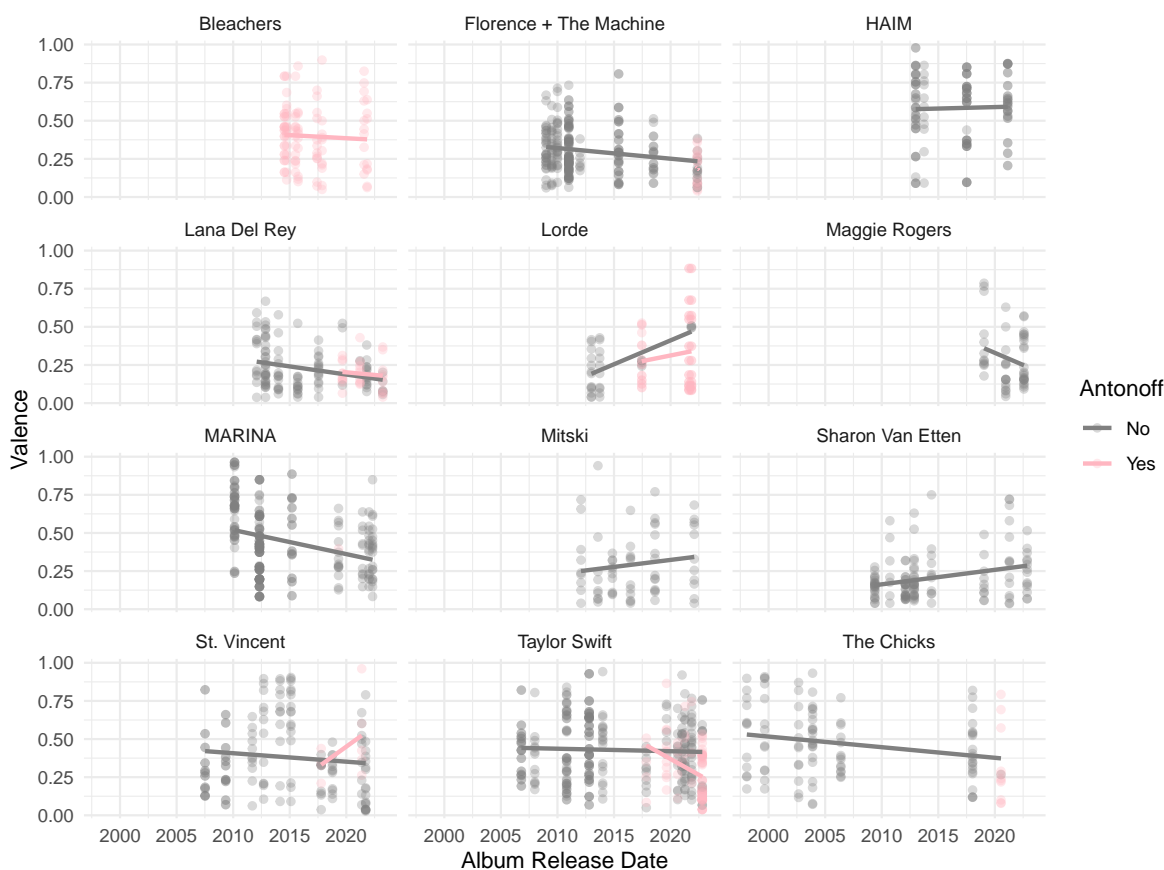 Bleachers Florence + The Machine HAIM
1.00
0.75
0.50
0.25
0.00
Lana Del Rey Lorde Maggie Rogers
1.00
0.75
0.50
0.25
0.00
Valence
MARINA Mitski Sharon Van Etten
1.00
0.75
0.50
0.25
0.00
St. Vincent Taylor Swift The Chicks
1.00
0.75
0.50
0.25
0.00
2000 2005 2010 2015 2020 2000 2005 2010 2015 2020 2000 2005 2010 2015 2020
Album Release Date
Antonoff
No
Yes